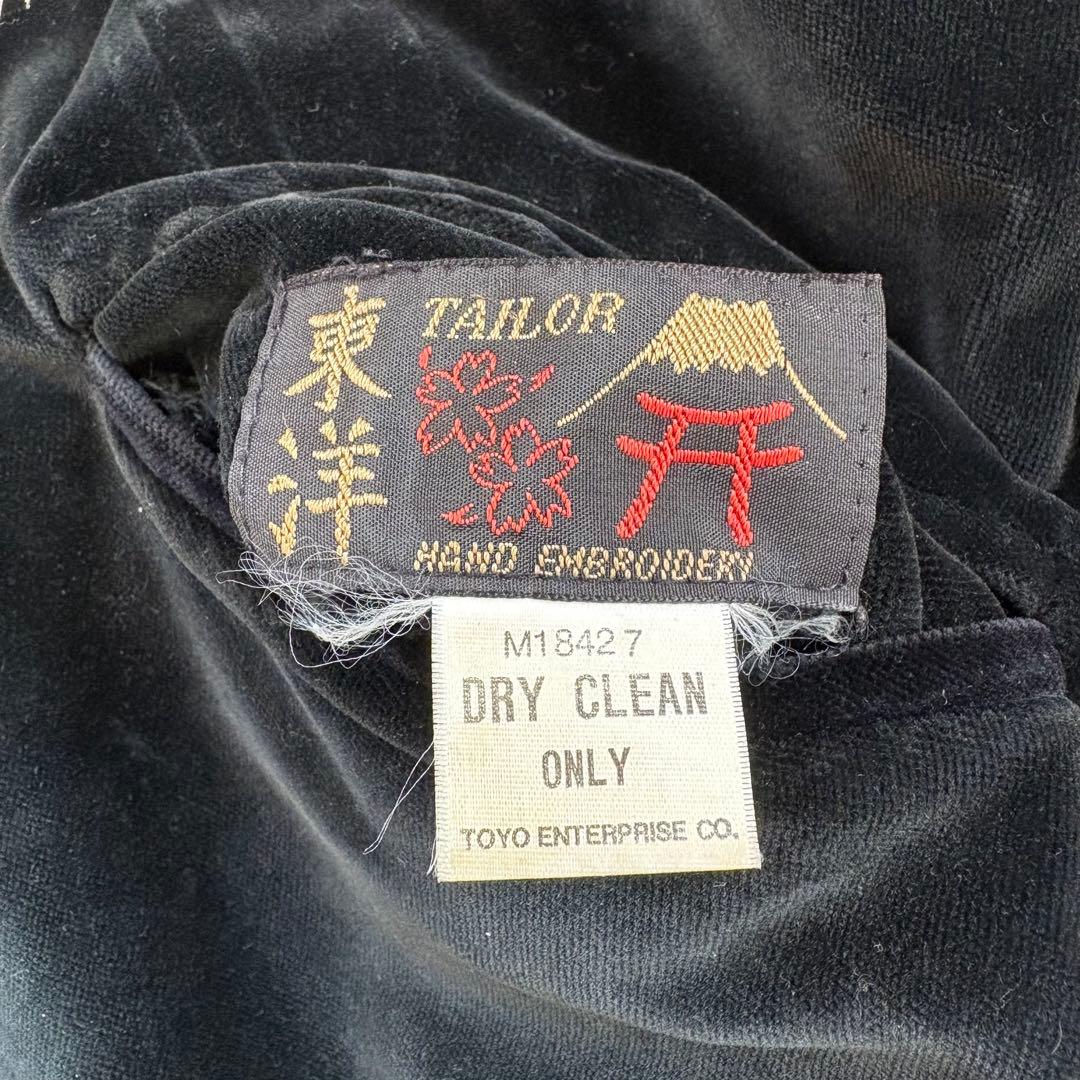 東洋
TAILOR
HAND EMBROIDERY
M18427
DRY CLEAN
ONLY
TOYO ENTERPRISE CO.